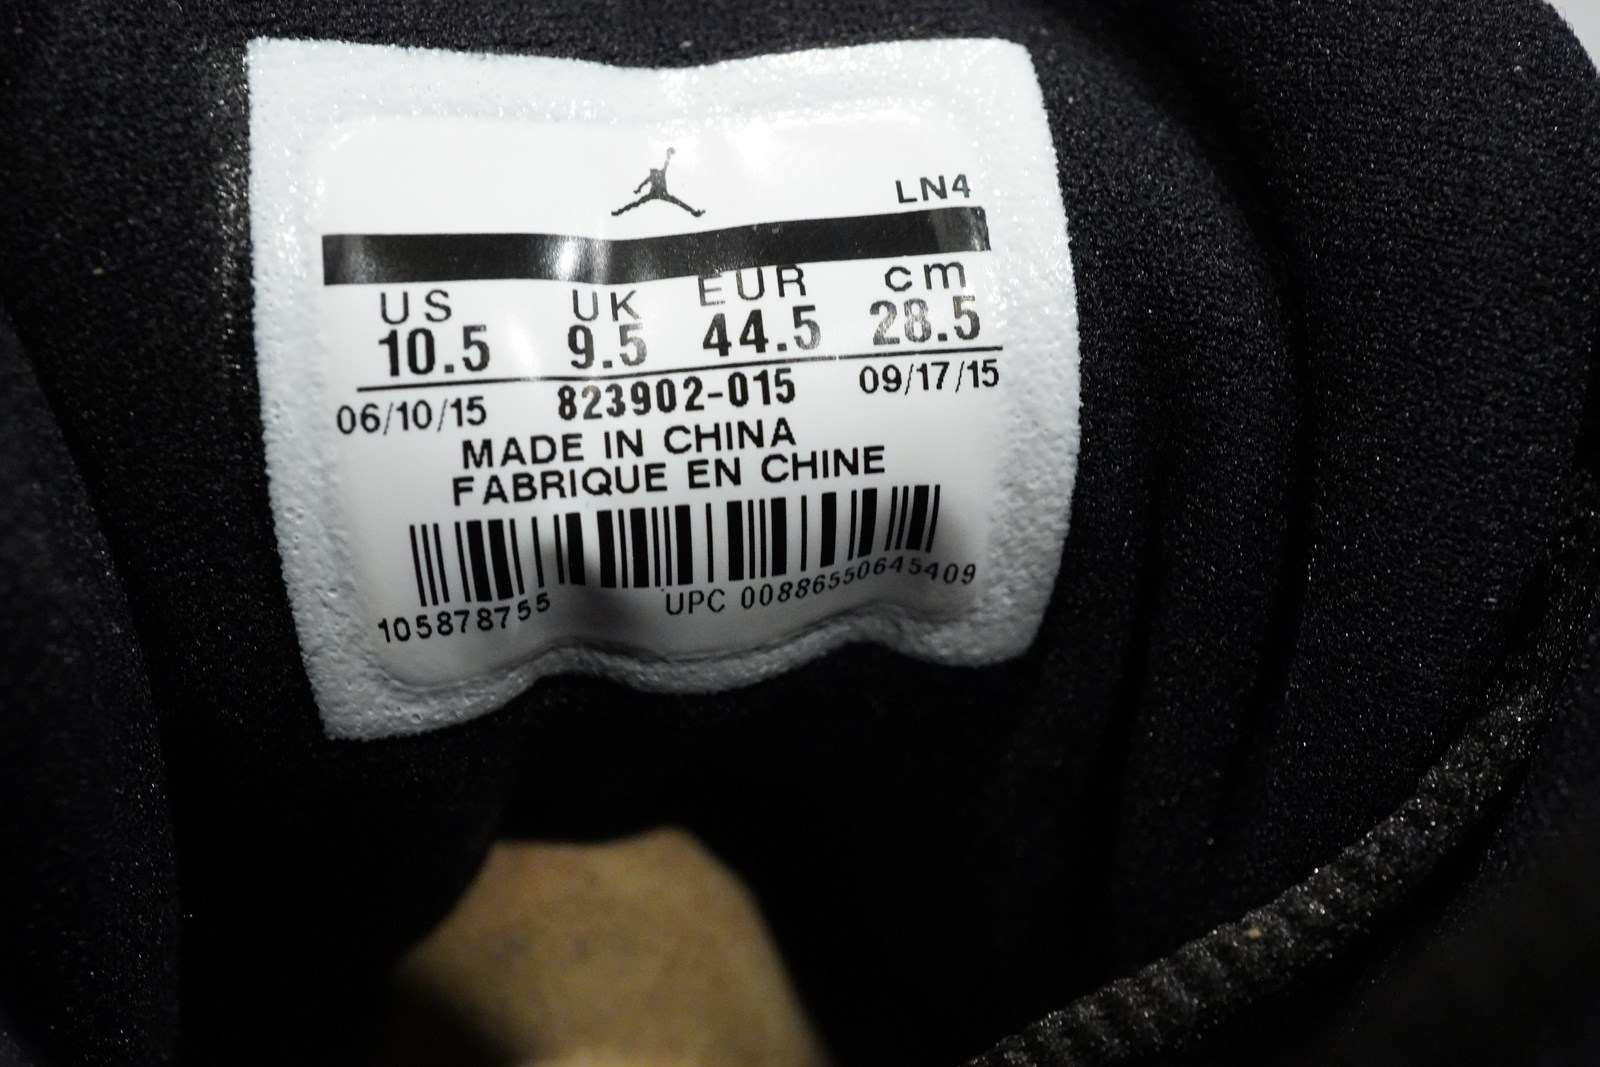 LN4
US UK EUR cm
10.5 9.5 44.5 28.5
06/10/15 823902-015 09/17/15
MADE IN CHINA
FABRIQUE EN CHINE
105878755 UPC 00886550645409